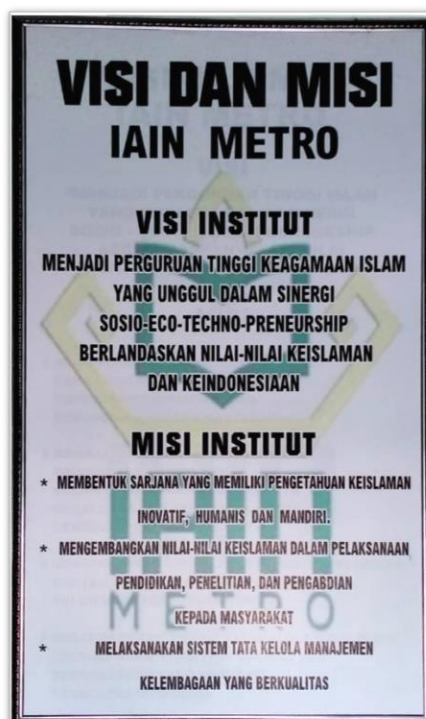 VISI DAN MISI
IAIN METRO
VISI INSTITUT
MENJADI PERGURUAN TINGGI KEAGAMAAN ISLAM
YANG UNGGUL DALAM SINERGI
SOSIO-ECO-TECHNO-PRENEURSHIP
BERLANDASKAN NILAI-NILAI KEISLAMAN
DAN KEINDONESIAAN
MISI INSTITUT
* MEMBENTUK SARJANA YANG MEMILIKI PENGETAHUAN KEISLAMAN
INOVATIF, HUMANIS DAN MANDIRI.
* MENGEMBANGKAN NILAI-NILAI KEISLAMAN DALAM PELAKSANAAN
PENDIDIKAN, PENELITIAN, DAN PENGABDIAN
KEPADA MASYARAKAT
* MELAKSANAKAN SISTEM TATA KELOLA MANAJEMEN
KELEMBAGAAN YANG BERKUALITAS
IAIN
METRO